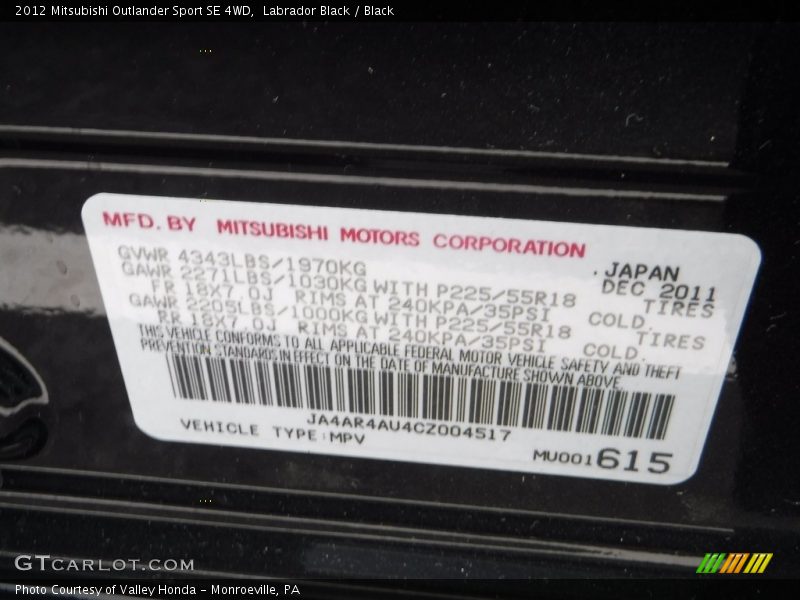 2012 Mitsubishi Outlander Sport SE 4WD,  Labrador Black / Black
MFD. BY MITSUBISHI MOTORS CORPORATION
.JAPAN
GVWR 4343LBS/1970KG
DEC 2011
GAWR 2271LBS/1030KG WITH P225/55R18 TIRES
FR 18X7.0J RIMS AT 240KPA/35PSI COLD.
GAWR 2205LBS/1000KG WITH P225/55R18 TIRES
RR 18X7.0J RIMS AT 240KPA/35PSI COLD.
THIS VEHICLE CONFORMS TO ALL APPLICABLE FEDERAL MOTOR VEHICLE SAFETY AND THEFT
PREVENTION STANDARDS IN EFFECT ON THE DATE OF MANUFACTURE SHOWN ABOVE.
JA4AR4AU4CZ004517
VEHICLE TYPE:MPV
MU001615
GTCARLOT.COM
Photo Courtesy of Valley Honda - Monroeville, PA